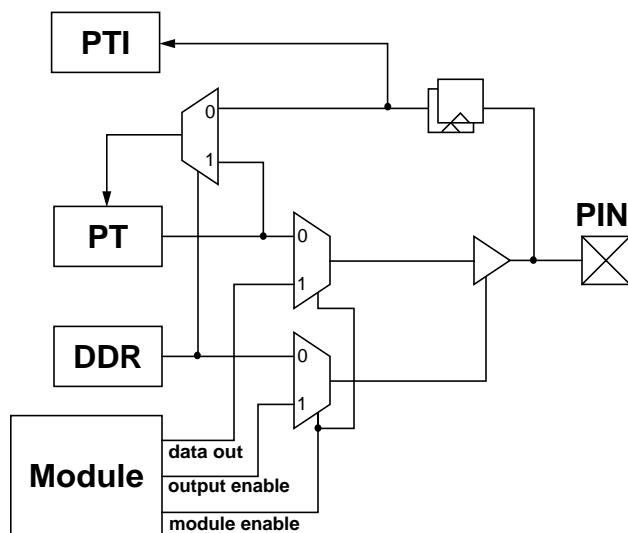 PTI
0
1
PT
PIN
0
1
DDR
0
1
Module
data out
output enable
module enable